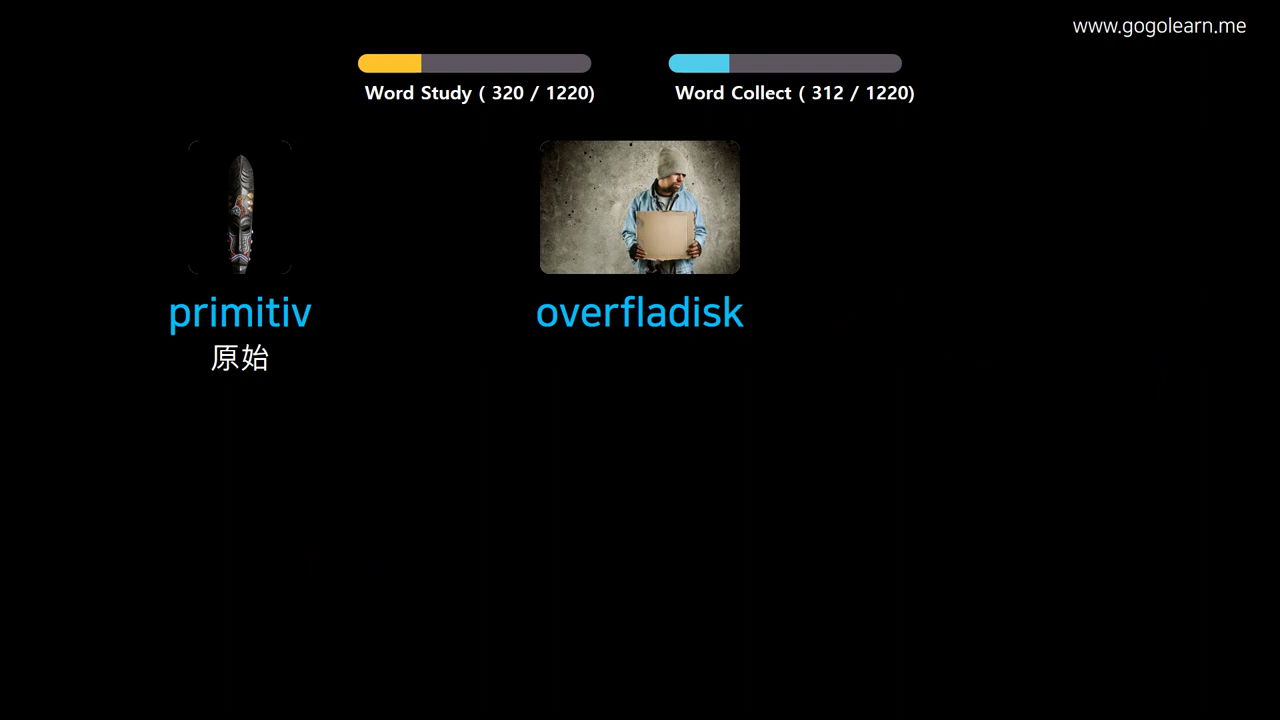 www.gogolearn.me
Word Study ( 320 / 1220)
Word Collect ( 312 / 1220)
primitiv
overfladisk
原始